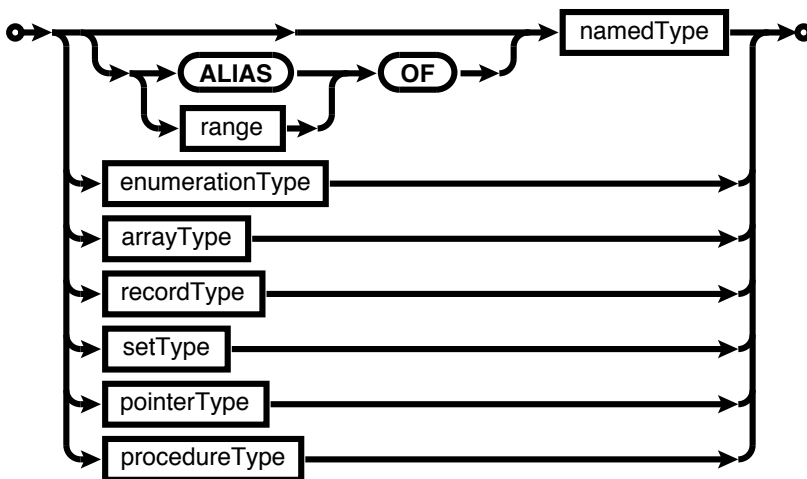 namedType
ALIAS OF
range
enumerationType
arrayType
recordType
setType
pointerType
procedureType